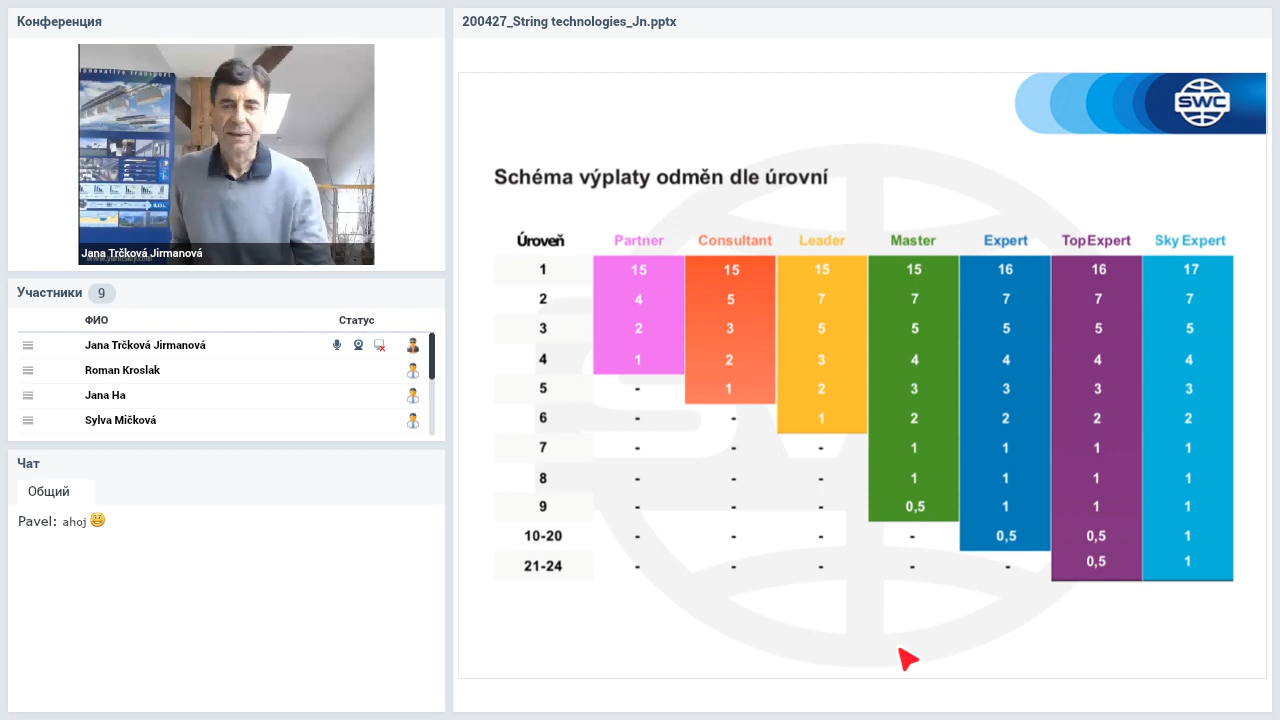 Конференция
innovative transport
Jana Trčková Jirmanová
Участники 9
ФИО Статус
Jana Trčková Jirmanová
Roman Kroslak
Jana Ha
Sylva Mičková
Чат
Общий
Pavel: ahoj
200427_String technologies_Jn.pptx
SWC
Schéma výplaty odměn dle úrovní
Úroveň Partner Consultant Leader Master Expert TopExpert Sky Expert
1 15 15 15 15 16 16 17
2 4 5 7 7 7 7 7
3 2 3 5 5 5 5 5
4 1 2 3 4 4 4 4
5 - 1 2 3 3 3 3
6 - - 1 2 2 2 2
7 - - - 1 1 1 1
8 - - - 1 1 1 1
9 - - - 0,5 1 1 1
10-20 - - - - 0,5 0,5 1
21-24 - - - - - 0,5 1